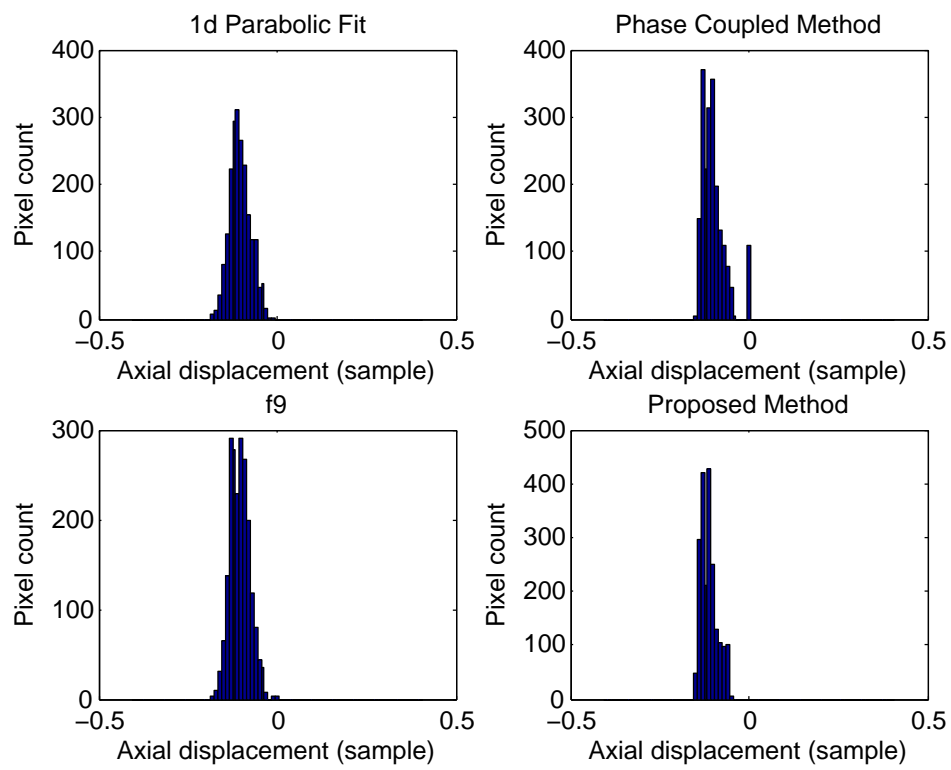 1d Parabolic Fit
400
300
200
100
0
Pixel count
−0.5
0
0.5
Axial displacement (sample)
Phase Coupled Method
400
300
200
100
0
Pixel count
−0.5
0
0.5
Axial displacement (sample)
f9
300
200
100
0
Pixel count
−0.5
0
0.5
Axial displacement (sample)
Proposed Method
500
400
300
200
100
0
Pixel count
−0.5
0
0.5
Axial displacement (sample)